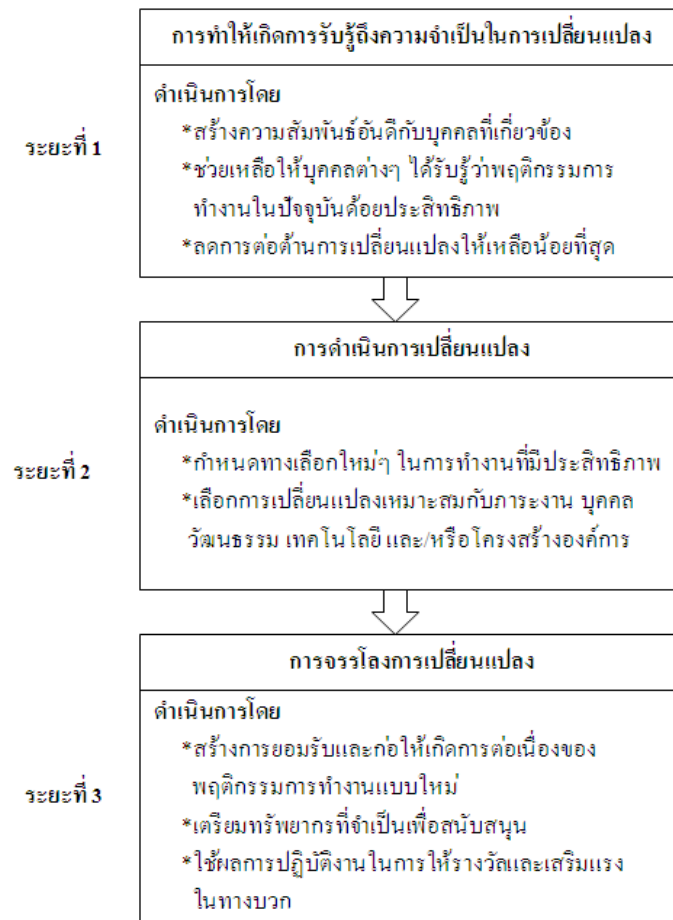 การทำให้เกิดการรับรู้ถึงความจำเป็นในการเปลี่ยนแปลง
ระยะที่ 1
ดำเนินการโดย
*สร้างความสัมพันธ์อันดีกับบุคคลที่เกี่ยวข้อง
*ช่วยเหลือให้บุคคลต่างๆ ได้รับรู้ว่าพฤติกรรมการ
ทำงานในปัจจุบันด้อยประสิทธิภาพ
*ลดการต่อต้านการเปลี่ยนแปลงให้เหลือน้อยที่สุด
การดำเนินการเปลี่ยนแปลง
ระยะที่ 2
ดำเนินการโดย
*กำหนดทางเลือกใหม่ๆ ในการทำงานที่มีประสิทธิภาพ
*เลือกการเปลี่ยนแปลงเหมาะสมกับภาระงาน บุคคล
วัฒนธรรม เทคโนโลยี และ/หรือโครงสร้างองค์การ
การจรรโลงการเปลี่ยนแปลง
ระยะที่ 3
ดำเนินการโดย
*สร้างการยอมรับและก่อให้เกิดการต่อเนื่องของ
พฤติกรรมการทำงานแบบใหม่
*เตรียมทรัพยากรที่จำเป็นเพื่อสนับสนุน
*ใช้ผลการปฏิบัติงานในการให้รางวัลและเสริมแรง
ในทางบวก